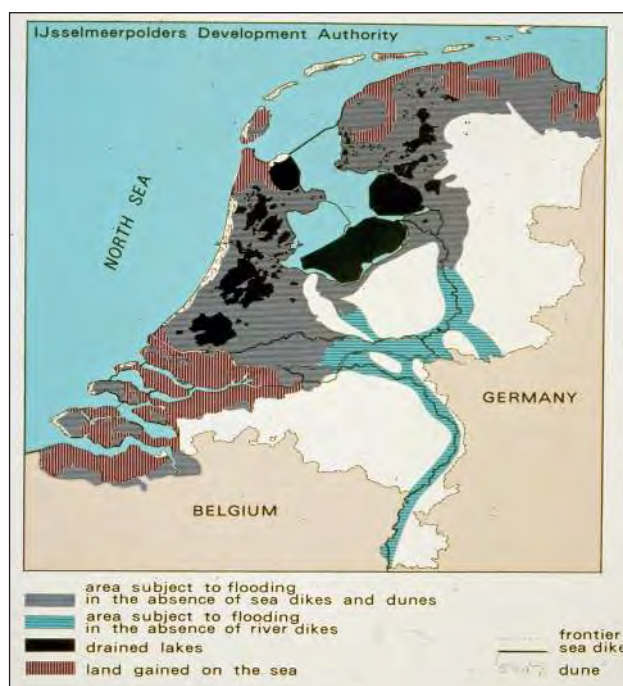 IJsselmeerpolders Development Authority
NORTH SEA
GERMANY
BELGIUM
area subject to flooding
in the absence of sea dikes and dunes
area subject to flooding
in the absence of river dikes
drained lakes
land gained on the sea
frontier
sea dike
dune